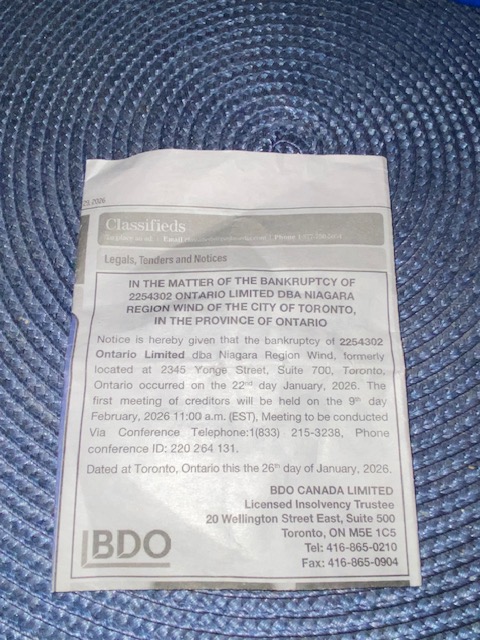 29, 2026
Classifieds
Email
Phone
Legals, Tenders and Notices
IN THE MATTER OF THE BANKRUPTCY OF
2254302 ONTARIO LIMITED DBA NIAGARA
REGION WIND OF THE CITY OF TORONTO,
IN THE PROVINCE OF ONTARIO
Notice is hereby given that the bankruptcy of 2254302
Ontario Limited dba Niagara Region Wind, formerly
located at 2345 Yonge Street, Suite 700, Toronto,
Ontario occurred on the 22nd day January, 2026. The
first meeting of creditors will be held on the 9th day
February, 2026 11:00 a.m. (EST), Meeting to be conducted
Via Conference Telephone:1(833) 215-3238, Phone
conference ID: 220 264 131.
Dated at Toronto, Ontario this the 26th day of January, 2026.
BDO CANADA LIMITED
Licensed Insolvency Trustee
20 Wellington Street East, Suite 500
Toronto, ON M5E 1C5
Tel: 416-865-0210
Fax: 416-865-0904
BDO